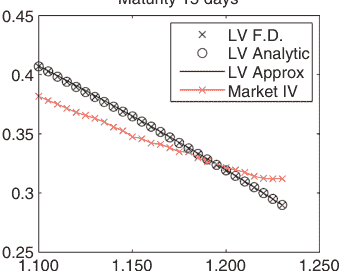 Maturity 15 days
0.45
LV F.D.
LV Analytic
LV Approx
Market IV
0.4
0.35
0.3
0.25
1.100 1.150 1.200 1.250